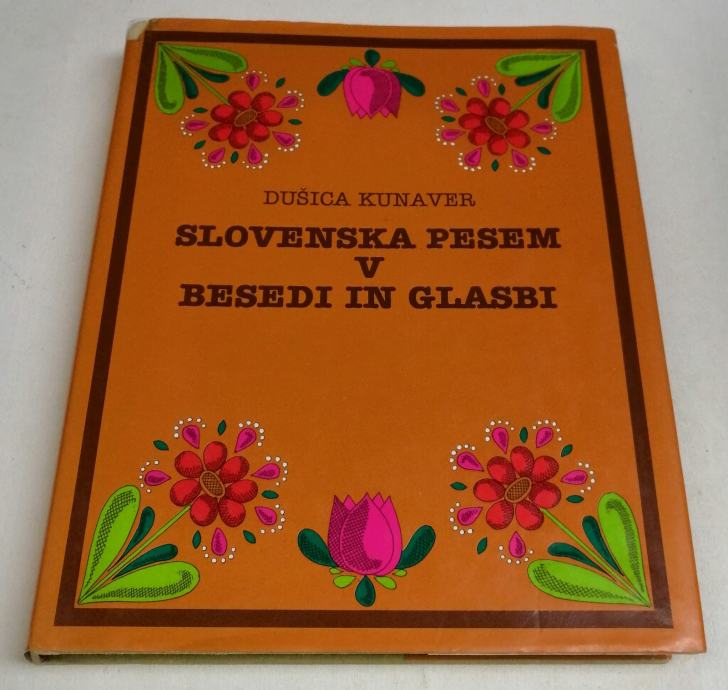 DUŠICA KUNAVER
SLOVENSKA PESEM
V
BESEDI IN GLASBI